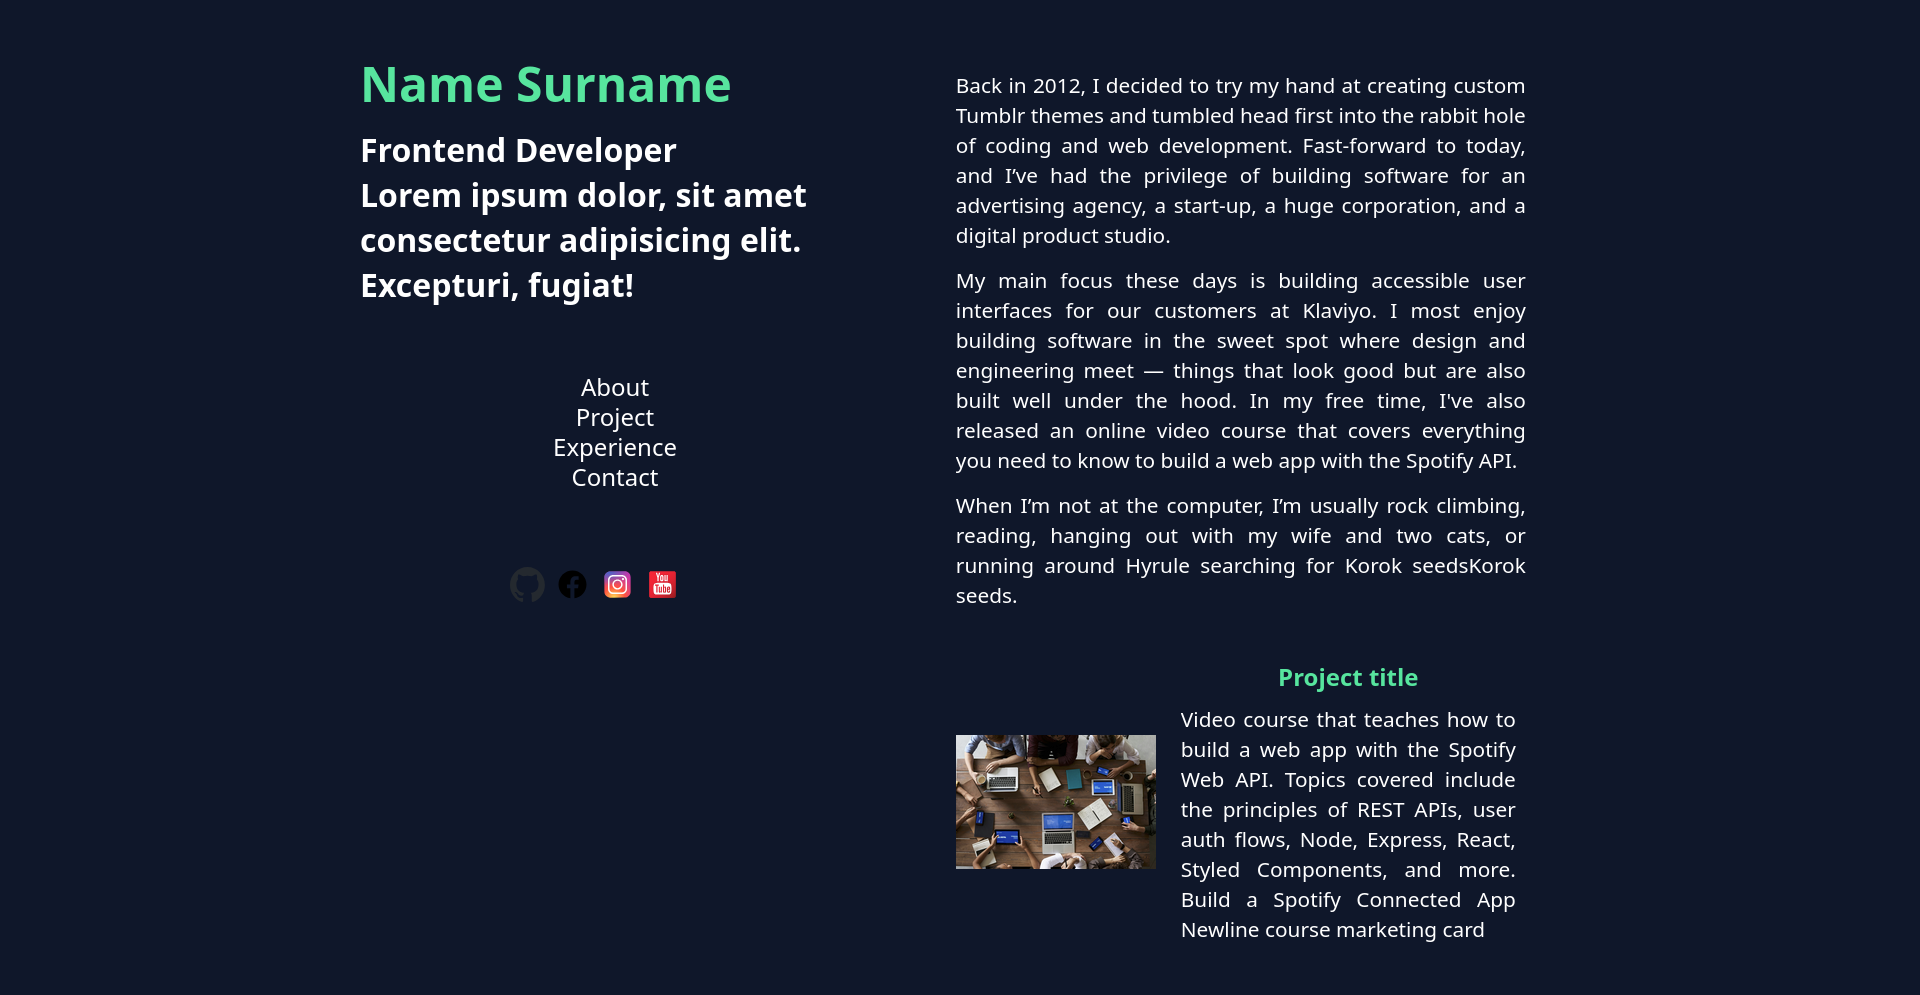 Name Surname
Frontend Developer
Lorem ipsum dolor, sit amet
consectetur adipisicing elit.
Excepturi, fugiat!
About
Project
Experience
Contact
You
Tube
Back in 2012, I decided to try my hand at creating custom
Tumblr themes and tumbled head first into the rabbit hole
of coding and web development. Fast-forward to today,
and I’ve had the privilege of building software for an
advertising agency, a start-up, a huge corporation, and a
digital product studio.
My main focus these days is building accessible user
interfaces for our customers at Klaviyo. I most enjoy
building software in the sweet spot where design and
engineering meet — things that look good but are also
built well under the hood. In my free time, I've also
released an online video course that covers everything
you need to know to build a web app with the Spotify API.
When I’m not at the computer, I’m usually rock climbing,
reading, hanging out with my wife and two cats, or
running around Hyrule searching for Korok seedsKorok
seeds.
Project title
Video course that teaches how to
build a web app with the Spotify
Web API. Topics covered include
the principles of REST APIs, user
auth flows, Node, Express, React,
Styled Components, and more.
Build a Spotify Connected App
Newline course marketing card